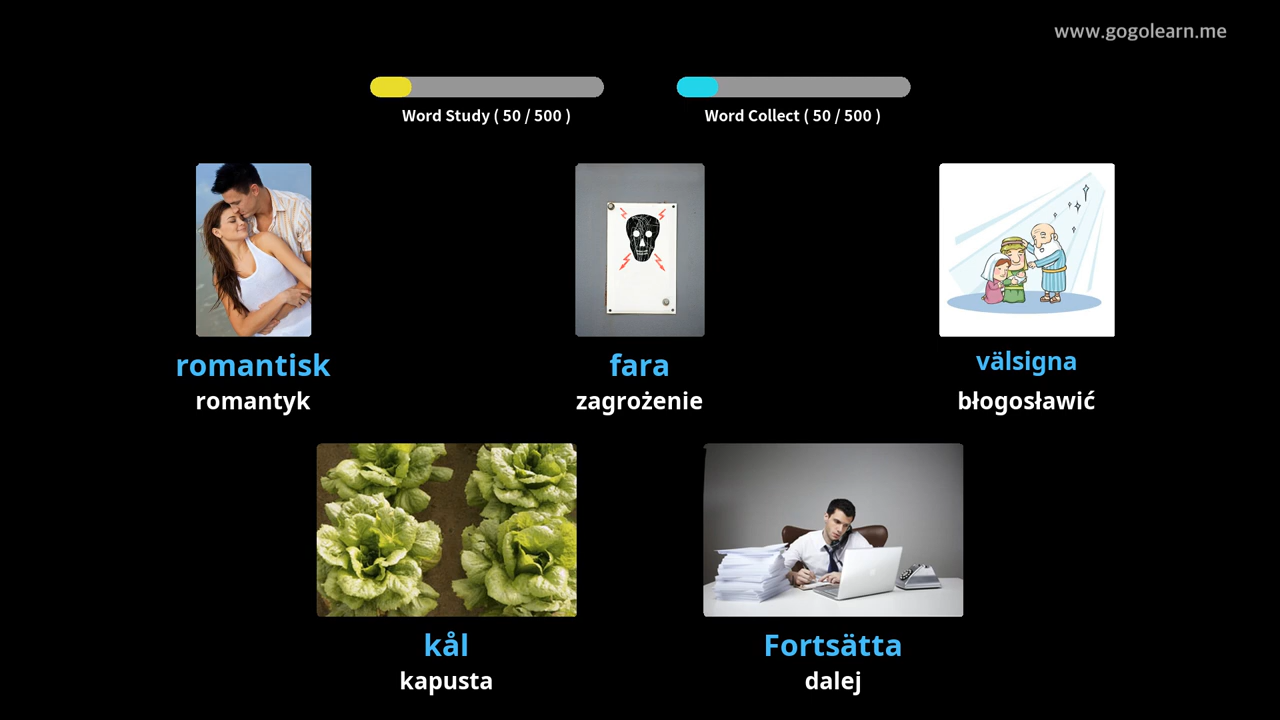 www.gogolearn.me
Word Study ( 50 / 500 )
Word Collect ( 50 / 500 )
romantisk
romantyk
fara
zagrożenie
välsigna
błogosławić
kål
kapusta
Fortsätta
dalej